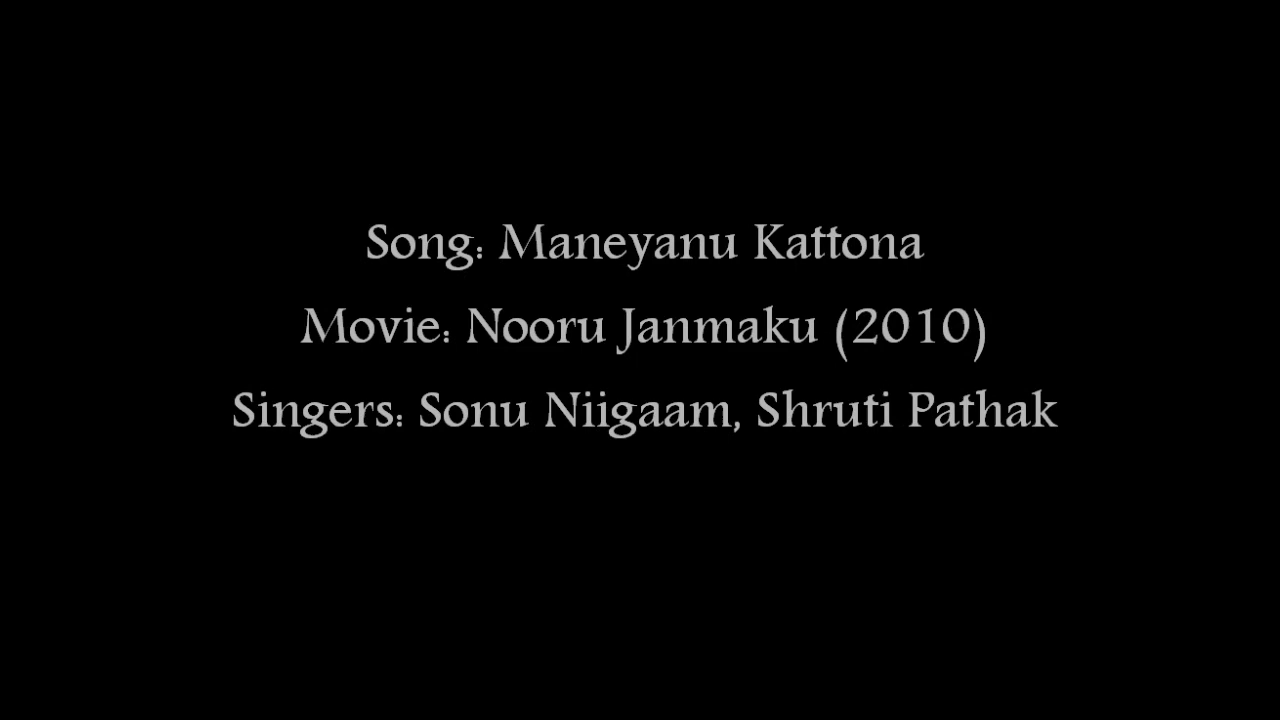 Song: Maneyanu Kattona
Movie: Nooru Janmaku (2010)
Singers: Sonu Niigaam, Shruti Pathak